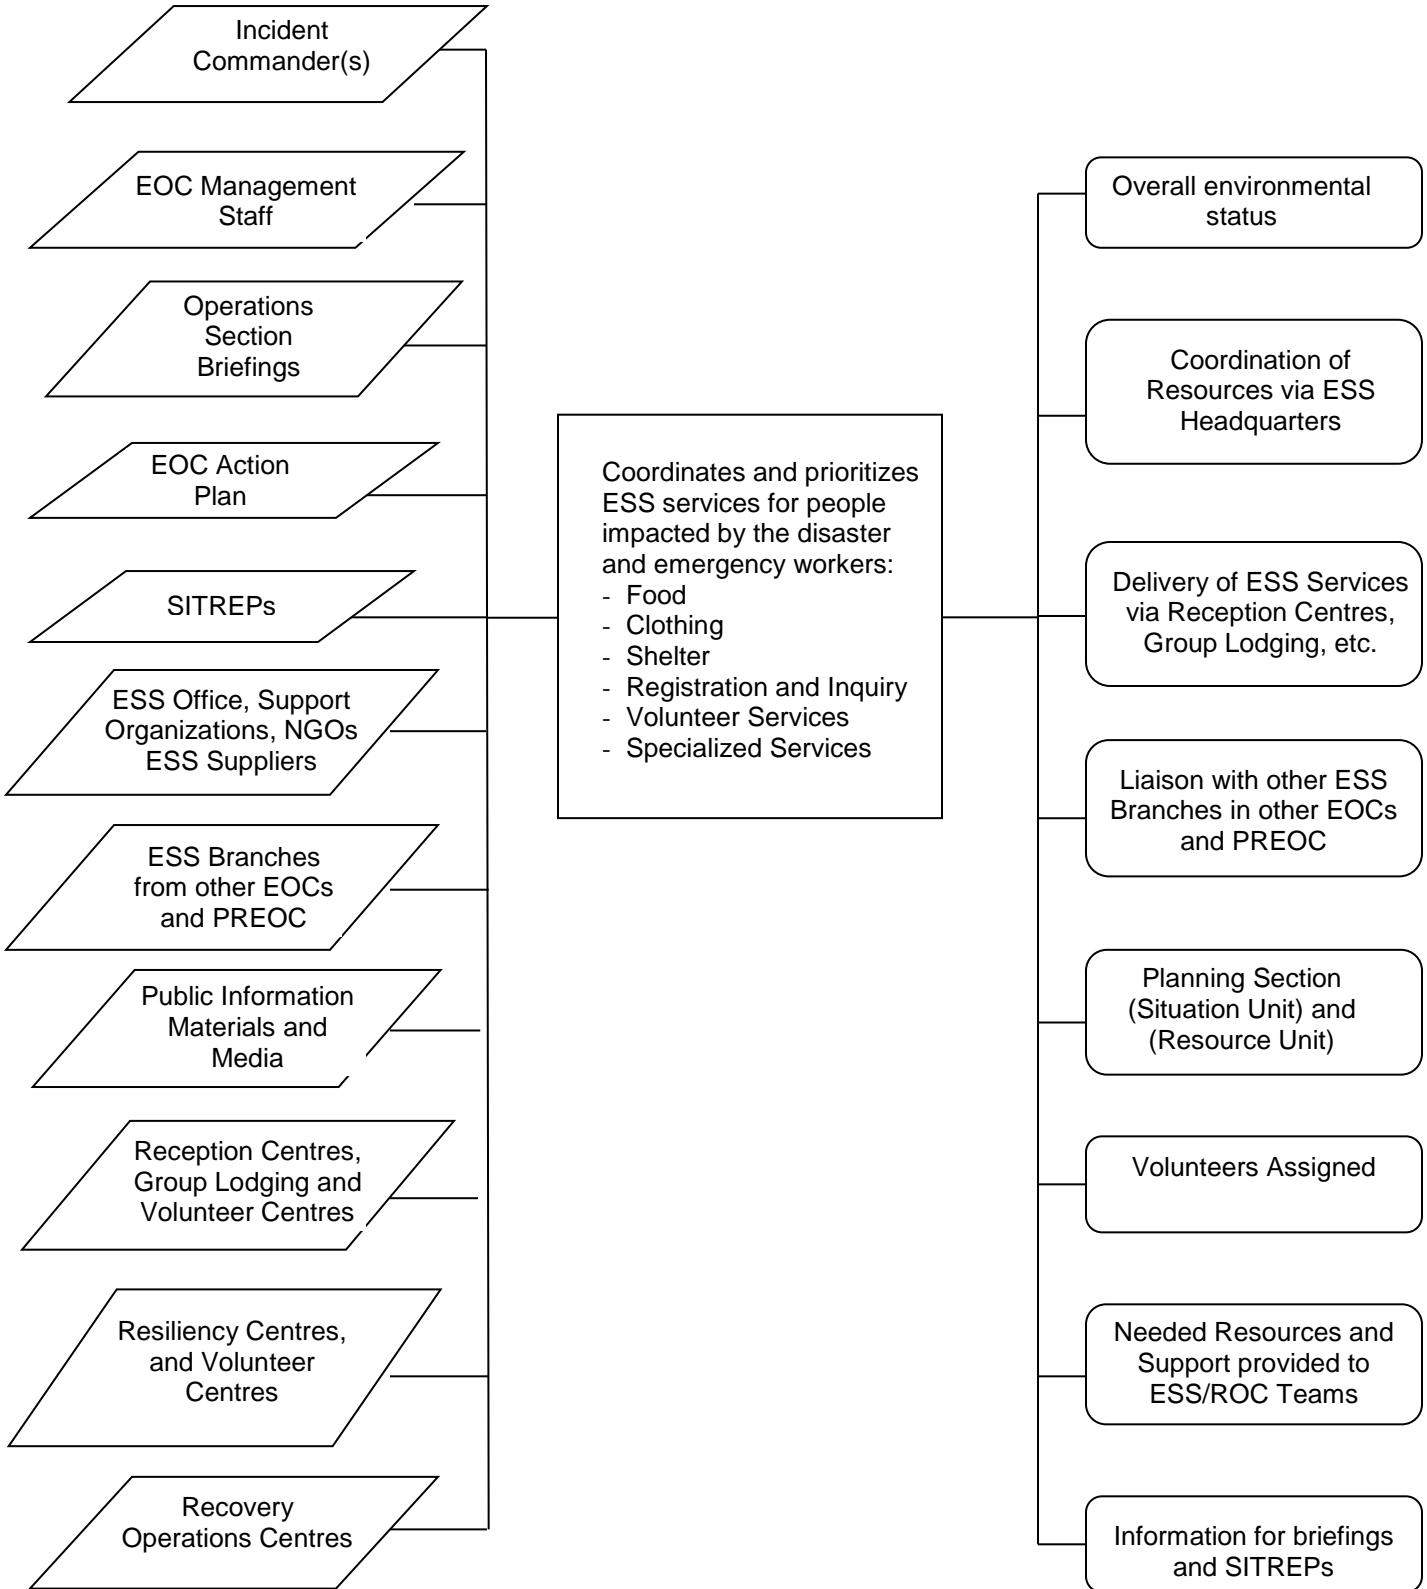 Incident
Commander(s)
EOC Management
Staff
Operations
Section
Briefings
EOC Action
Plan
SITREPs
ESS Office, Support
Organizations, NGOs
ESS Suppliers
ESS Branches
from other EOCs
and PREOC
Public Information
Materials and
Media
Reception Centres,
Group Lodging and
Volunteer Centres
Resiliency Centres,
and Volunteer
Centres
Recovery
Operations Centres
Coordinates and prioritizes
ESS services for people
impacted by the disaster
and emergency workers:
- Food
- Clothing
- Shelter
- Registration and Inquiry
- Volunteer Services
- Specialized Services
Overall environmental
status
Coordination of
Resources via ESS
Headquarters
Delivery of ESS Services
via Reception Centres,
Group Lodging, etc.
Liaison with other ESS
Branches in other EOCs
and PREOC
Planning Section
(Situation Unit) and
(Resource Unit)
Volunteers Assigned
Needed Resources and
Support provided to
ESS/ROC Teams
Information for briefings
and SITREPs